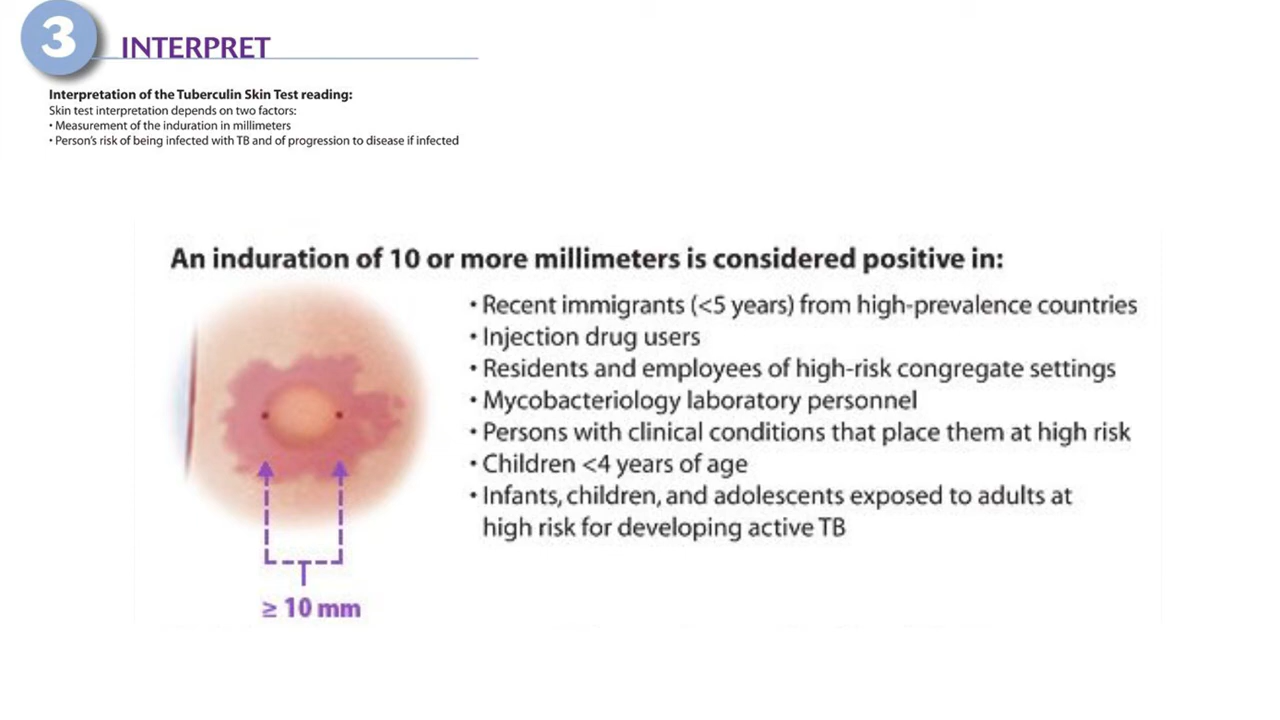 3
INTERPRET
Interpretation of the Tuberculin Skin Test reading:
Skin test interpretation depends on two factors:
• Measurement of the induration in millimeters
• Person's risk of being infected with TB and of progression to disease if infected
An induration of 10 or more millimeters is considered positive in:
• Recent immigrants (<5 years) from high-prevalence countries
• Injection drug users
• Residents and employees of high-risk congregate settings
• Mycobacteriology laboratory personnel
• Persons with clinical conditions that place them at high risk
• Children <4 years of age
• Infants, children, and adolescents exposed to adults at
high risk for developing active TB
≥ 10 mm